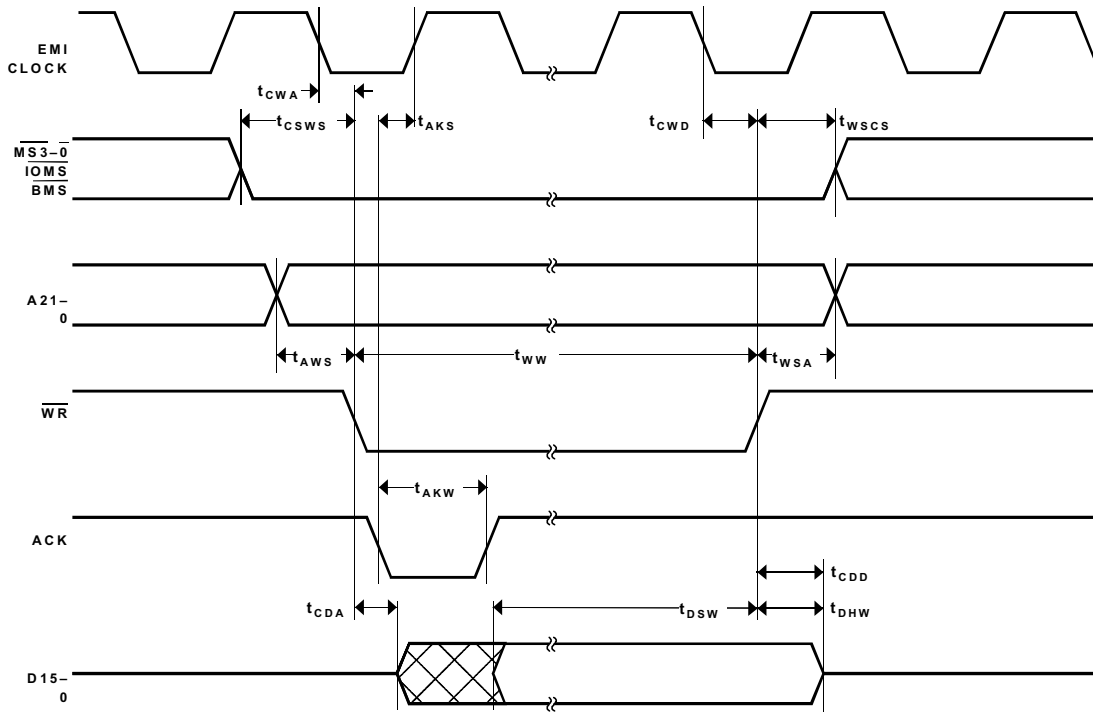 EMI
CLOCK
tCWA
tCSWS
tAKS
tCWD
tWSCS
MS3–0
IOMS
BMS
A21–
0
tAWS
tWW
tWSA
WR
tAKW
ACK
tCDD
tCDA
tDSW
tDHW
D15–
0